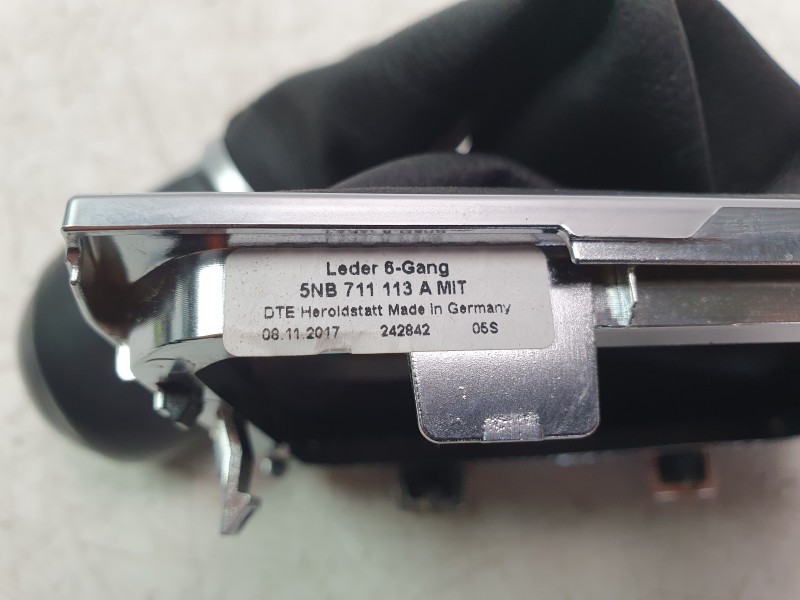 Leder 6-Gang
5NB 711 113 A MIT
DTE Heroldstatt Made in Germany
08.11.2017 242842 05S